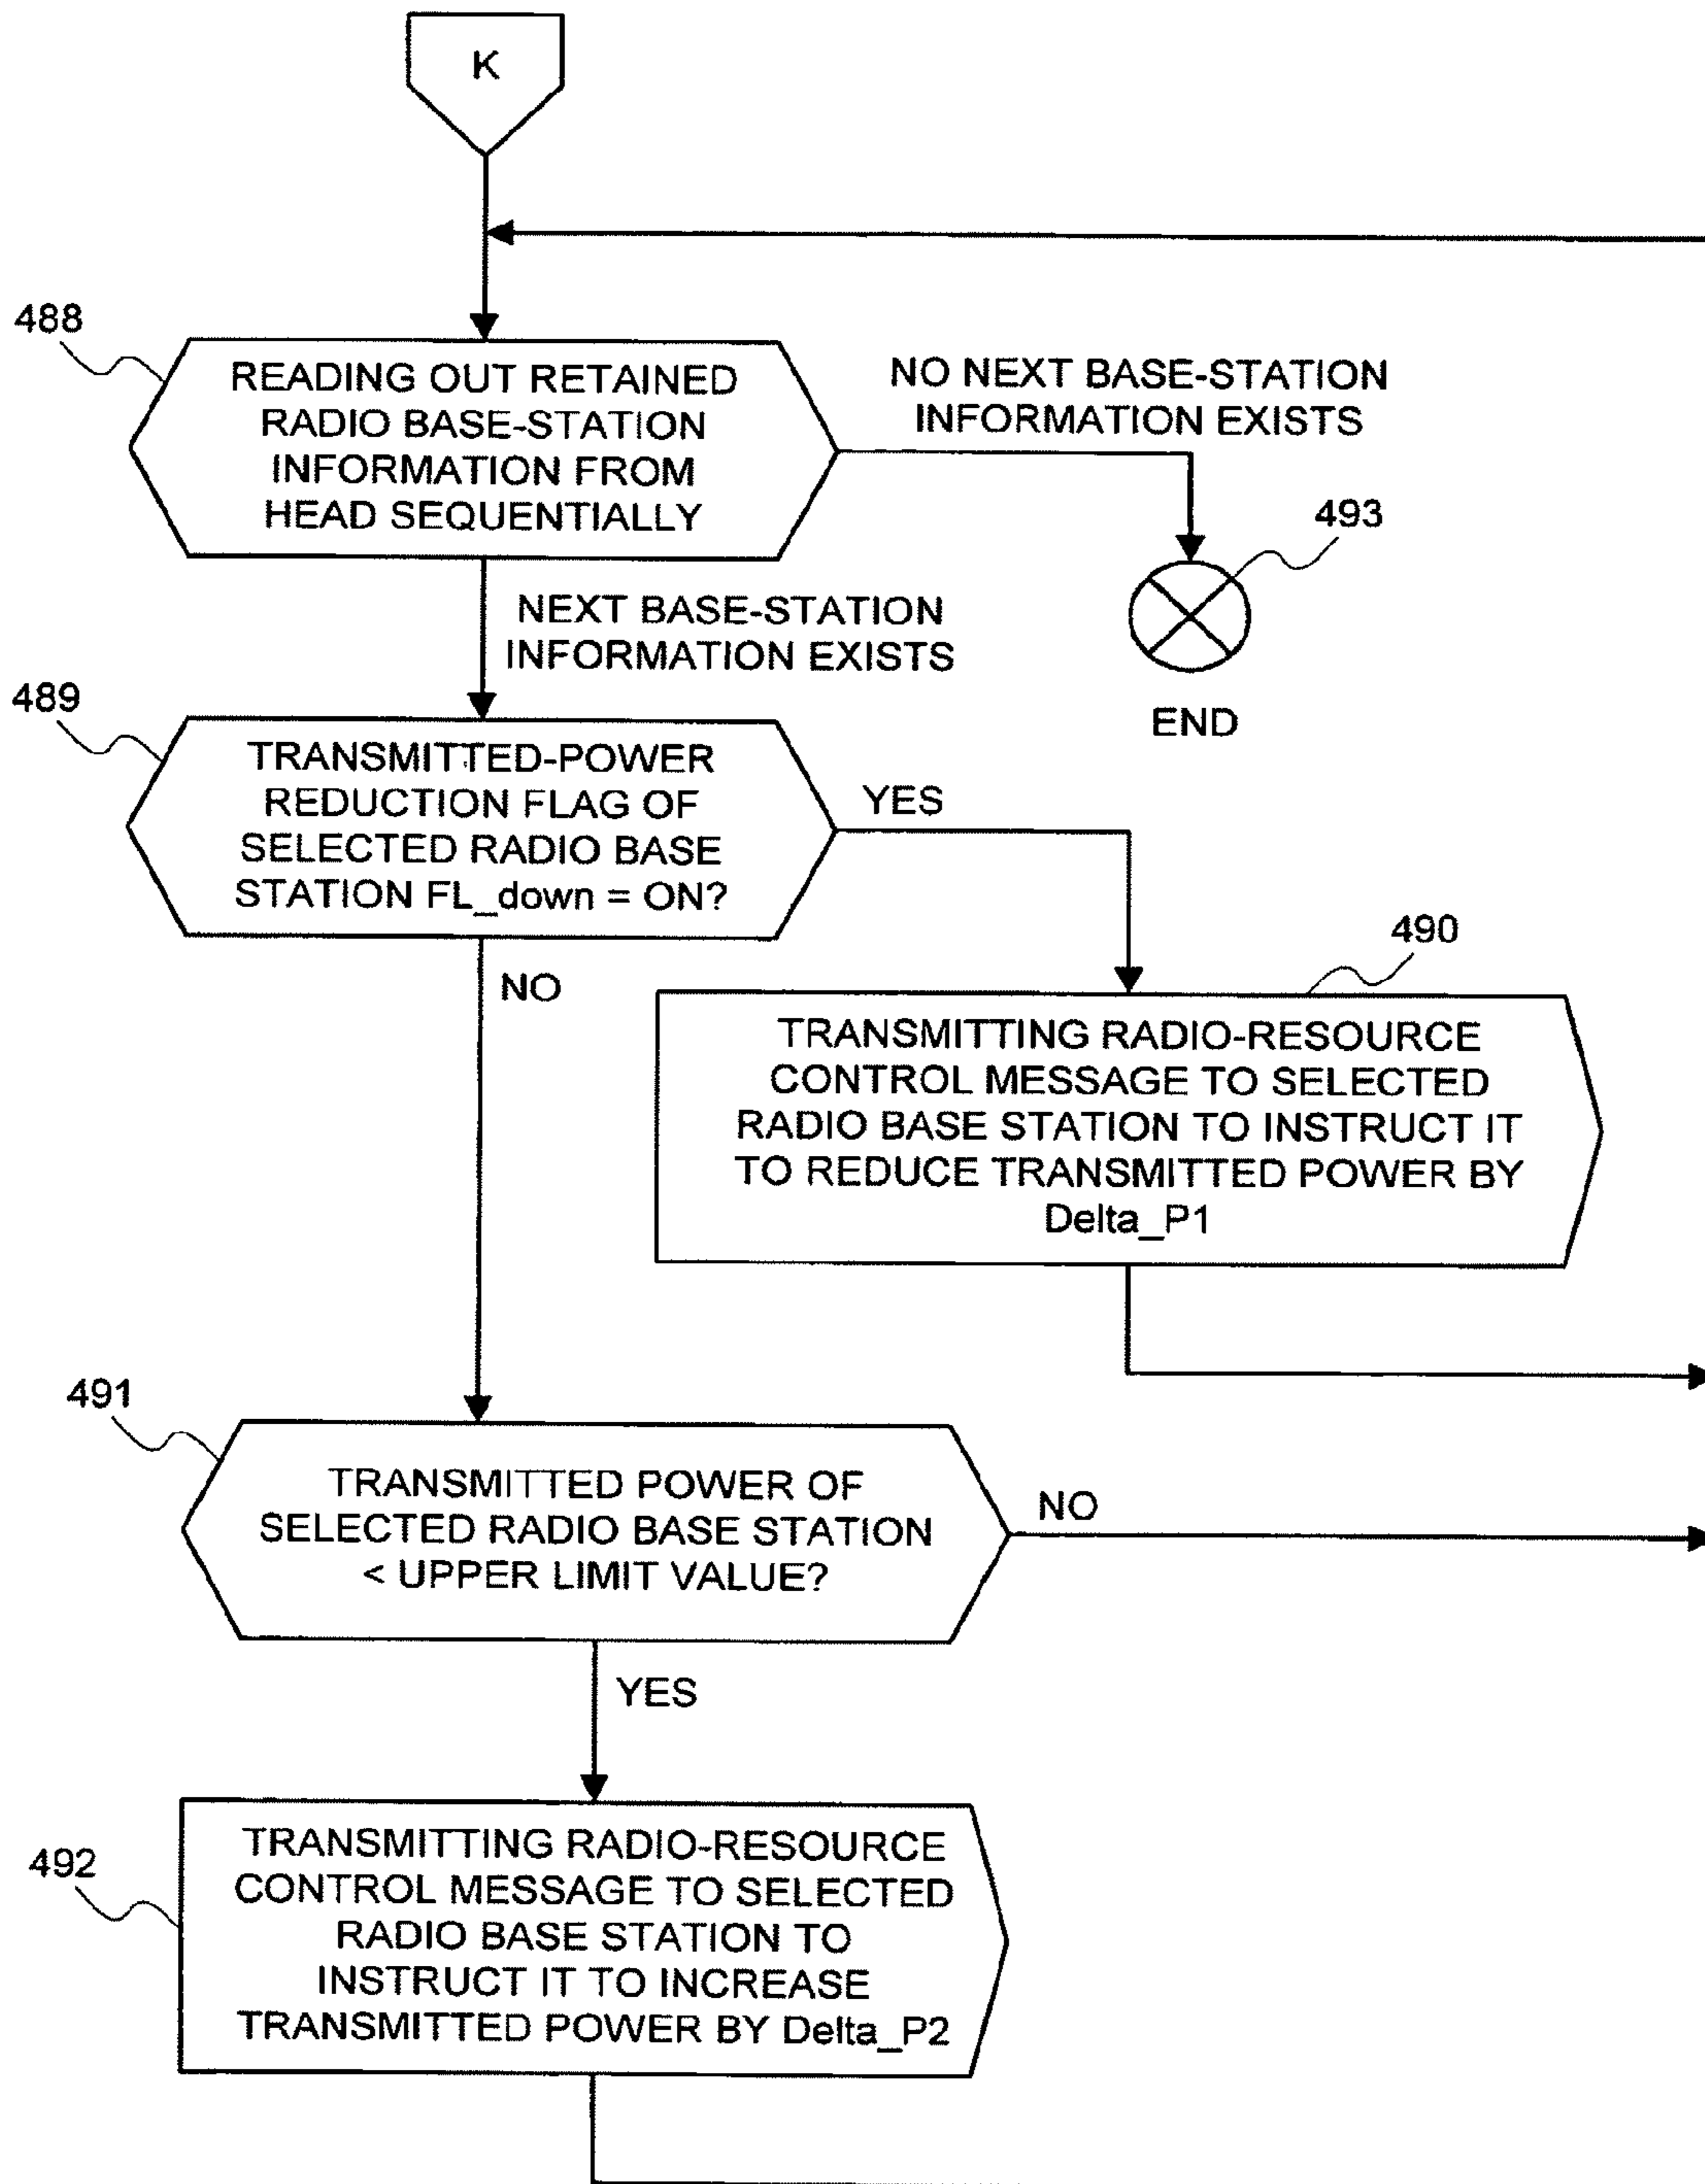 K
488
READING OUT RETAINED
RADIO BASE-STATION
INFORMATION FROM
HEAD SEQUENTIALLY
NO NEXT BASE-STATION
INFORMATION EXISTS
493
END
NEXT BASE-STATION
INFORMATION EXISTS
489
TRANSMITTED-POWER
REDUCTION FLAG OF
SELECTED RADIO BASE
STATION FL_down = ON?
YES
NO
490
TRANSMITTING RADIO-RESOURCE
CONTROL MESSAGE TO SELECTED
RADIO BASE STATION TO INSTRUCT IT
TO REDUCE TRANSMITTED POWER BY
Delta_P1
491
TRANSMITTED POWER OF
SELECTED RADIO BASE STATION
< UPPER LIMIT VALUE?
NO
YES
492
TRANSMITTING RADIO-RESOURCE
CONTROL MESSAGE TO SELECTED
RADIO BASE STATION TO
INSTRUCT IT TO INCREASE
TRANSMITTED POWER BY Delta_P2